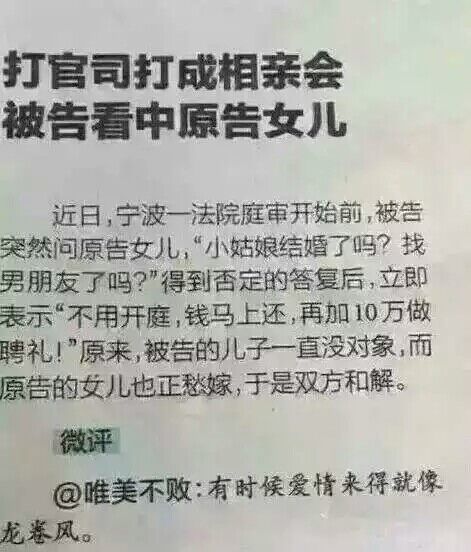 打官司打成相亲会
被告看中原告女儿
近日，宁波一法院庭审开始前，被告
突然问原告女儿，“小姑娘结婚了吗？找
男朋友了吗？”得到否定的答复后，立即
表示“不用开庭，钱马上还，再加10万做
聘礼！”原来，被告的儿子一直没对象，而
原告的女儿也正愁嫁，于是双方和解。
微评
@唯美不败：有时候爱情来得就像
龙卷风。